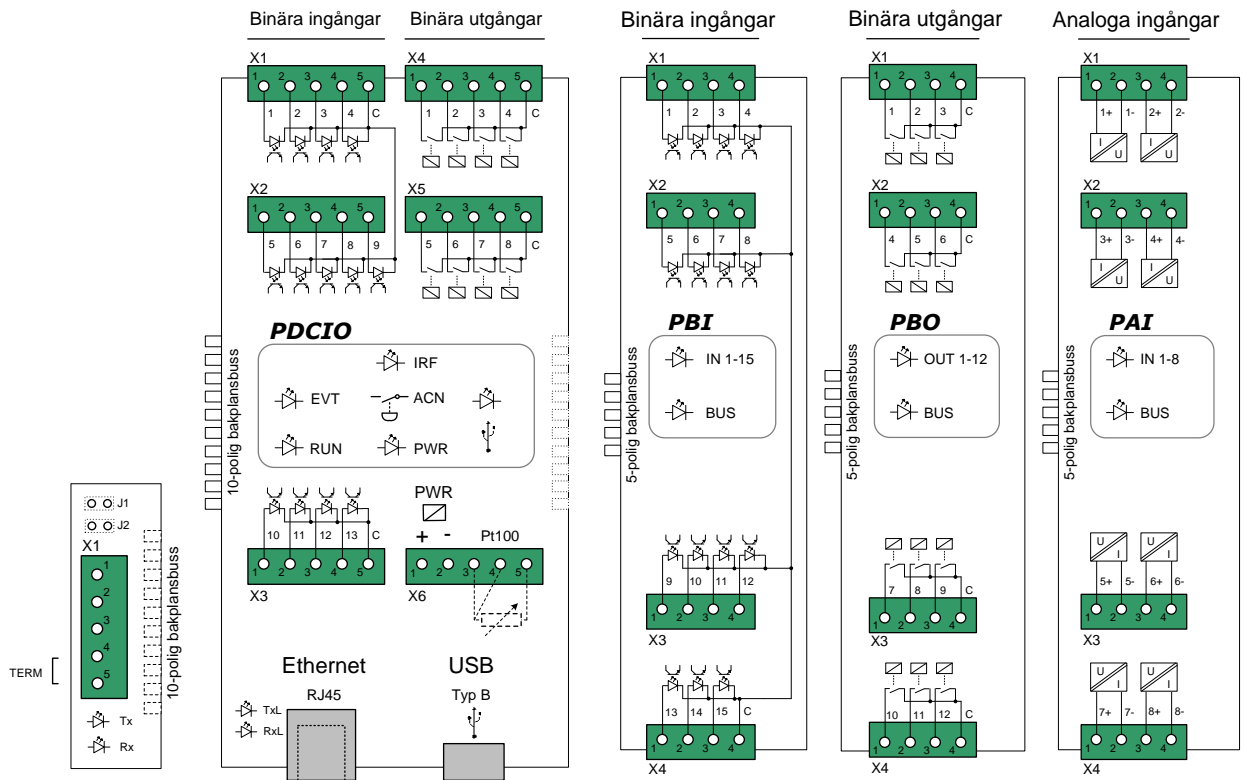 Binära ingångar
Binära utgångar
Binära ingångar
Binära utgångar
Analoga ingångar
X1
1 2 3 4 5
1 2 3 4 C
X4
1 2 3 4 5
1 2 3 4 C
X2
1 2 3 4 5
5 6 7 8 9
X5
1 2 3 4 5
5 6 7 8 C
PDCIO
IRF
EVT
ACN
RUN
PWR
10-polig bakplansbuss
10 11 12 13 C
1 2 3 4 5
X3
PWR
+ -
Pt100
1 2 3 4 5
X6
Ethernet
RJ45
TxL
RxL
USB
Typ B
J1
J2
X1
1
2
3
4
5
TERM
Tx
Rx
10-polig bakplansbuss
X1
1 2 3 4
1 2 3 4
X2
1 2 3 4
5 6 7 8
PBI
IN 1-15
BUS
5-polig bakplansbuss
9 10 11 12
1 2 3 4
X3
13 14 15 C
1 2 3 4
X4
X1
1 2 3 4
1 2 3 C
X2
1 2 3 4
4 5 6 C
PBO
OUT 1-12
BUS
5-polig bakplansbuss
7 8 9 C
1 2 3 4
X3
10 11 12 C
1 2 3 4
X4
X1
1 2 3 4
1+ 1- 2+ 2-
I
U
I
U
X2
1 2 3 4
3+ 3- 4+ 4-
I
U
I
U
PAI
IN 1-8
BUS
5-polig bakplansbuss
U
I
U
I
5+ 5- 6+ 6-
1 2 3 4
X3
U
I
U
I
7+ 7- 8+ 8-
1 2 3 4
X4